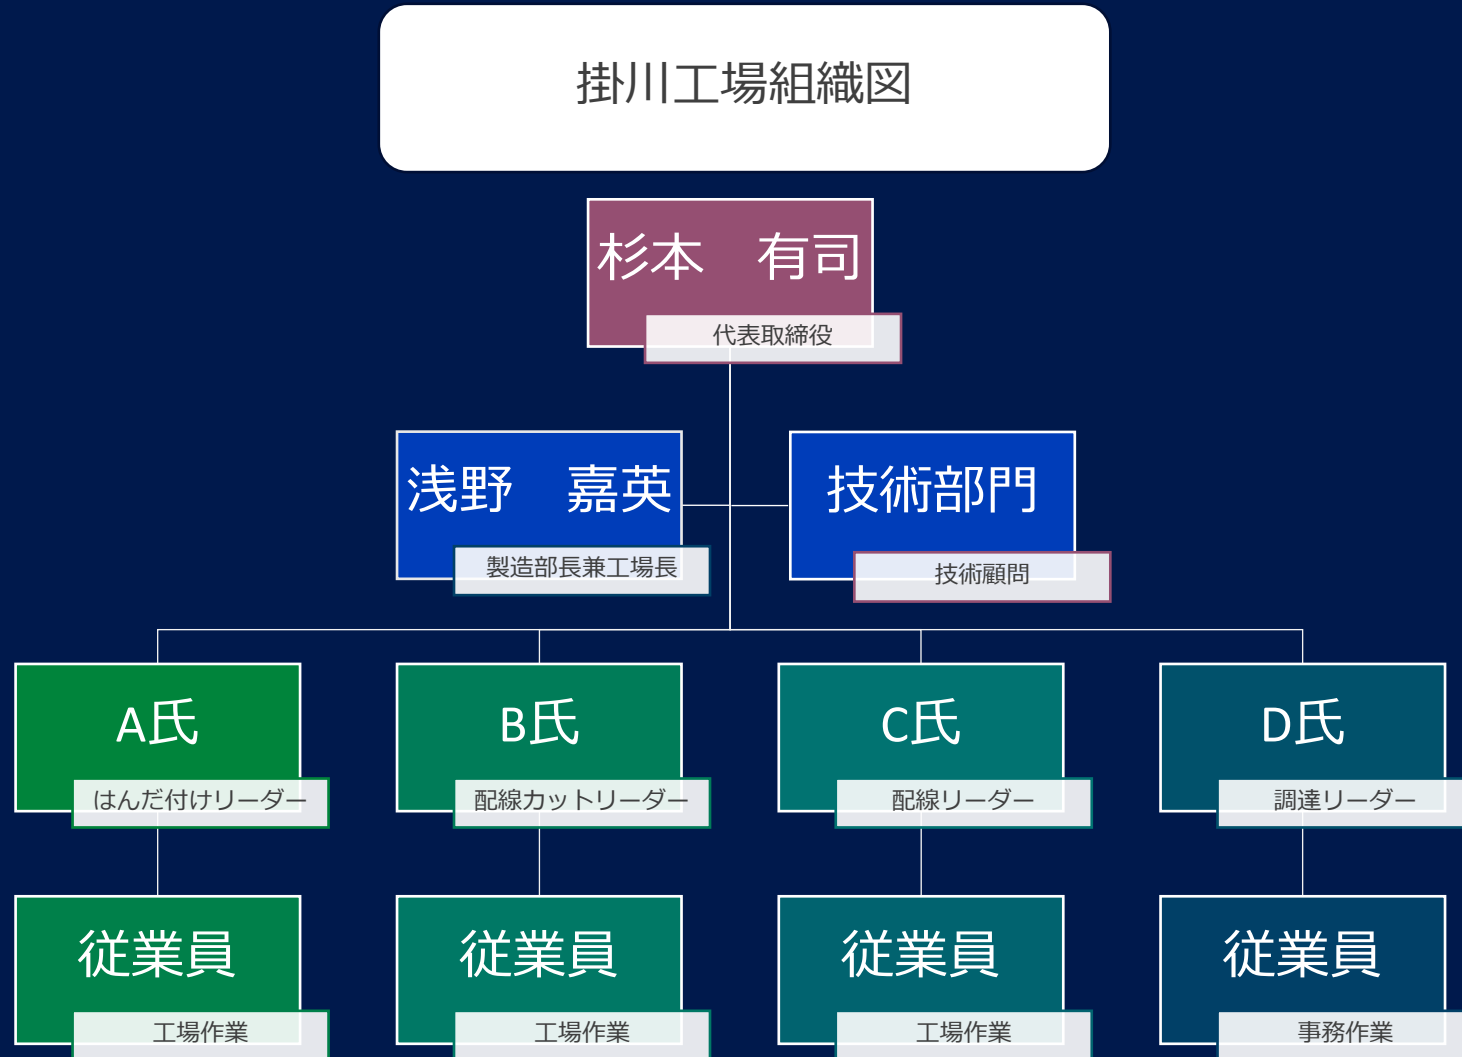 掛川工場組織図
杉本　有司
代表取締役
浅野　嘉英
製造部長兼工場長
技術部門
技術顧問
A氏
はんだ付けリーダー
B氏
配線カットリーダー
C氏
配線リーダー
D氏
調達リーダー
従業員
工場作業
従業員
工場作業
従業員
工場作業
従業員
事務作業